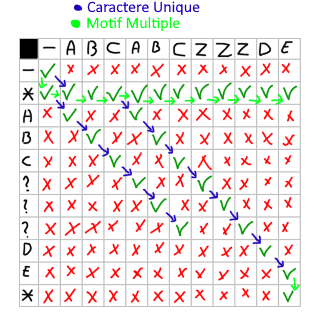 Caractere Unique
Motif Multiple
— A B C A B C Z Z Z D E
—
*
A
B
C
?
?
?
D
E
*